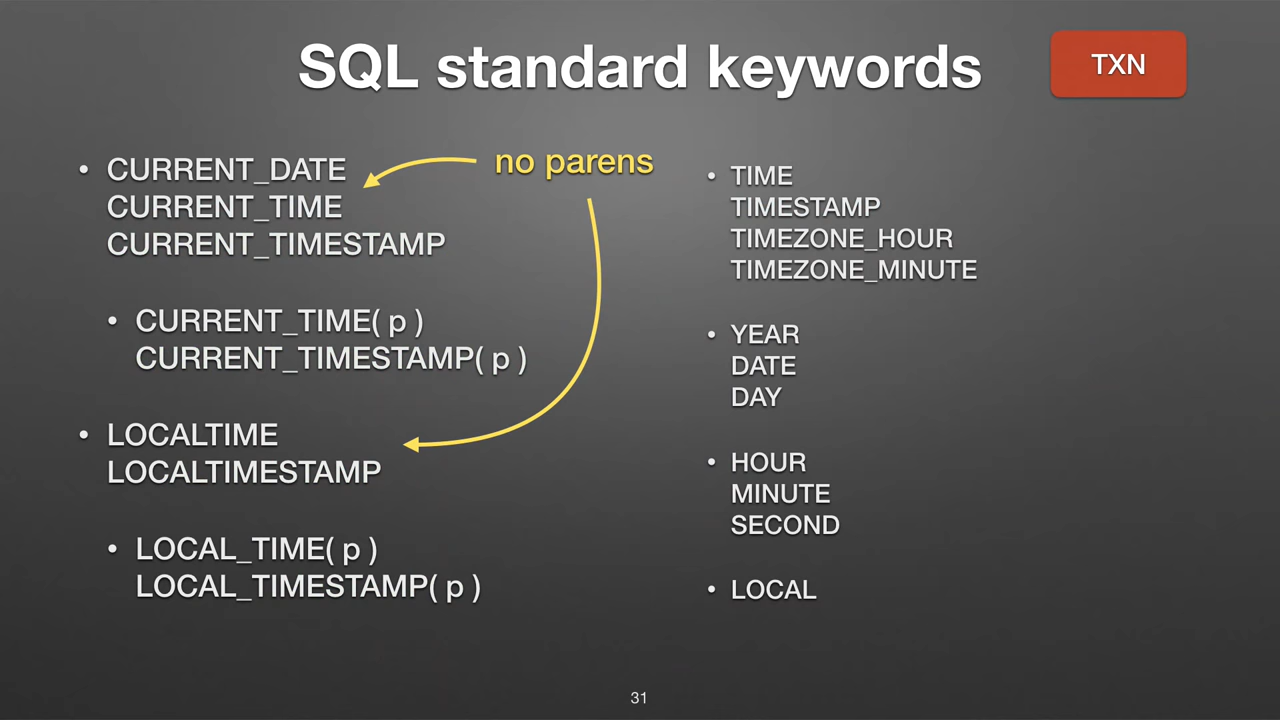 SQL standard keywords
TXN
• CURRENT_DATE
CURRENT_TIME
CURRENT_TIMESTAMP
• CURRENT_TIME( p )
CURRENT_TIMESTAMP( p )
• LOCALTIME
LOCALTIMESTAMP
• LOCAL_TIME( p )
LOCAL_TIMESTAMP( p )
no parens
• TIME
TIMESTAMP
TIMEZONE_HOUR
TIMEZONE_MINUTE
• YEAR
DATE
DAY
• HOUR
MINUTE
SECOND
• LOCAL
31